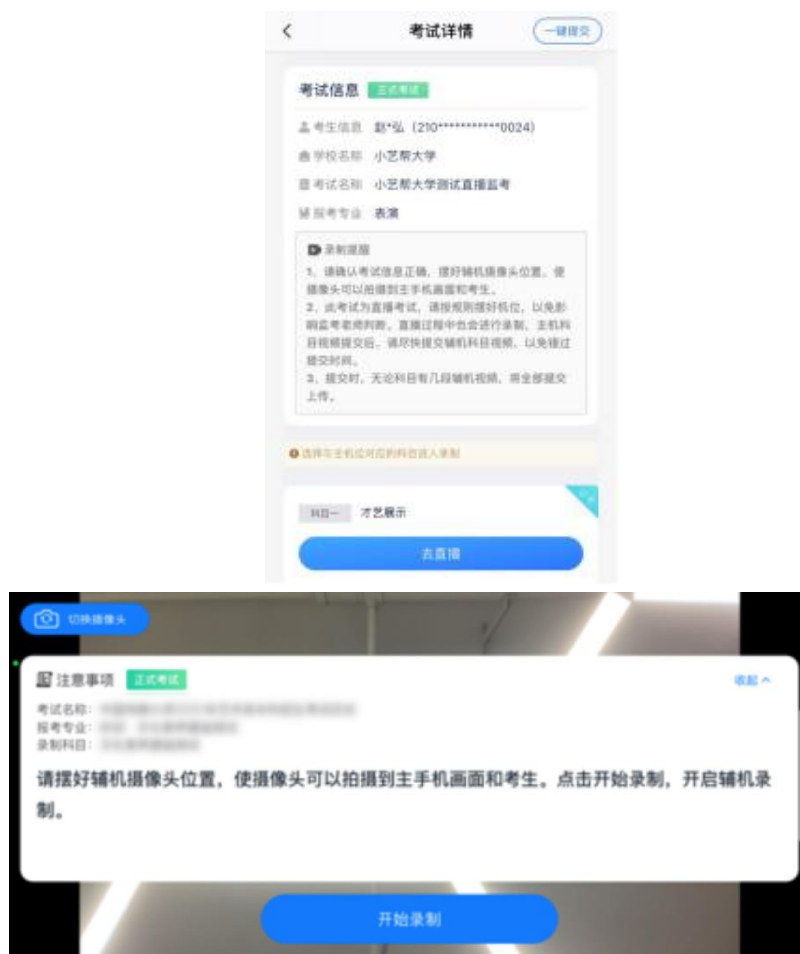 考试详情
一键提交
考试信息 正式考试
考生信息 赵*弘 (210***********0024)
学校名称 小艺帮大学
考试名称 小艺帮大学测试直播监考
报考专业 表演
录制提醒
1、请确认考试信息正确,摆好辅机摄像头位置,使
摄像头可以拍摄到主手机画面和考生。
2、此考试为直播考试,请按规则摆好机位,以免影
响监考老师判断。直播过程中也会进行录制,主机科
目视频提交后,请尽快提交辅机科目视频,以免错过
提交时间。
3、提交时,无论科目有几段辅机视频,将全部提交
上传。
选择在主机位对应的科目进入录制
科目一 才艺展示
去直播
切换摄像头
注意事项 正式考试
收起
考试名称:
报考专业:
录制科目:
请摆好辅机摄像头位置,使摄像头可以拍摄到主手机画面和考生。点击开始录制,开启辅机录
制。
开始录制